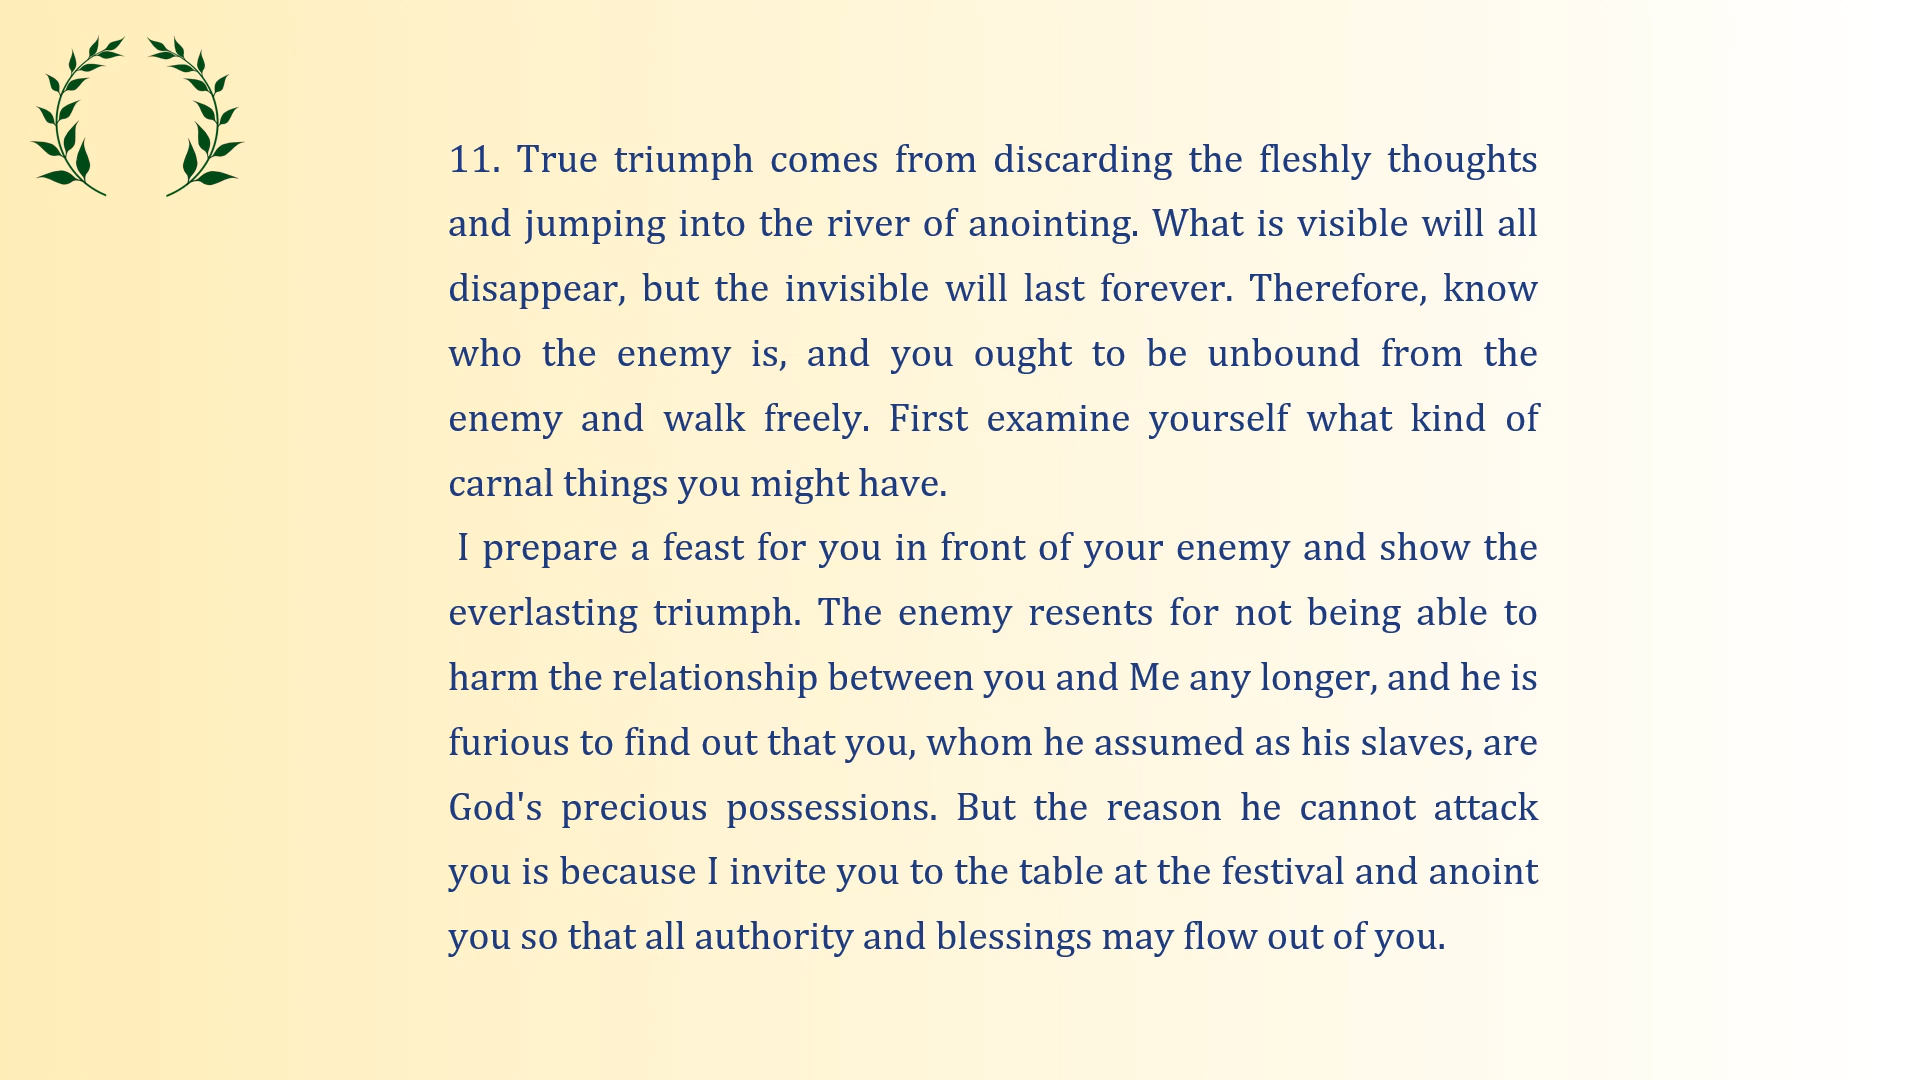 11. True triumph comes from discarding the fleshly thoughts
and jumping into the river of anointing. What is visible will all
disappear, but the invisible will last forever. Therefore, know
who the enemy is, and you ought to be unbound from the
enemy and walk freely. First examine yourself what kind of
carnal things you might have.
I prepare a feast for you in front of your enemy and show the
everlasting triumph. The enemy resents for not being able to
harm the relationship between you and Me any longer, and he is
furious to find out that you, whom he assumed as his slaves, are
God's precious possessions. But the reason he cannot attack
you is because I invite you to the table at the festival and anoint
you so that all authority and blessings may flow out of you.